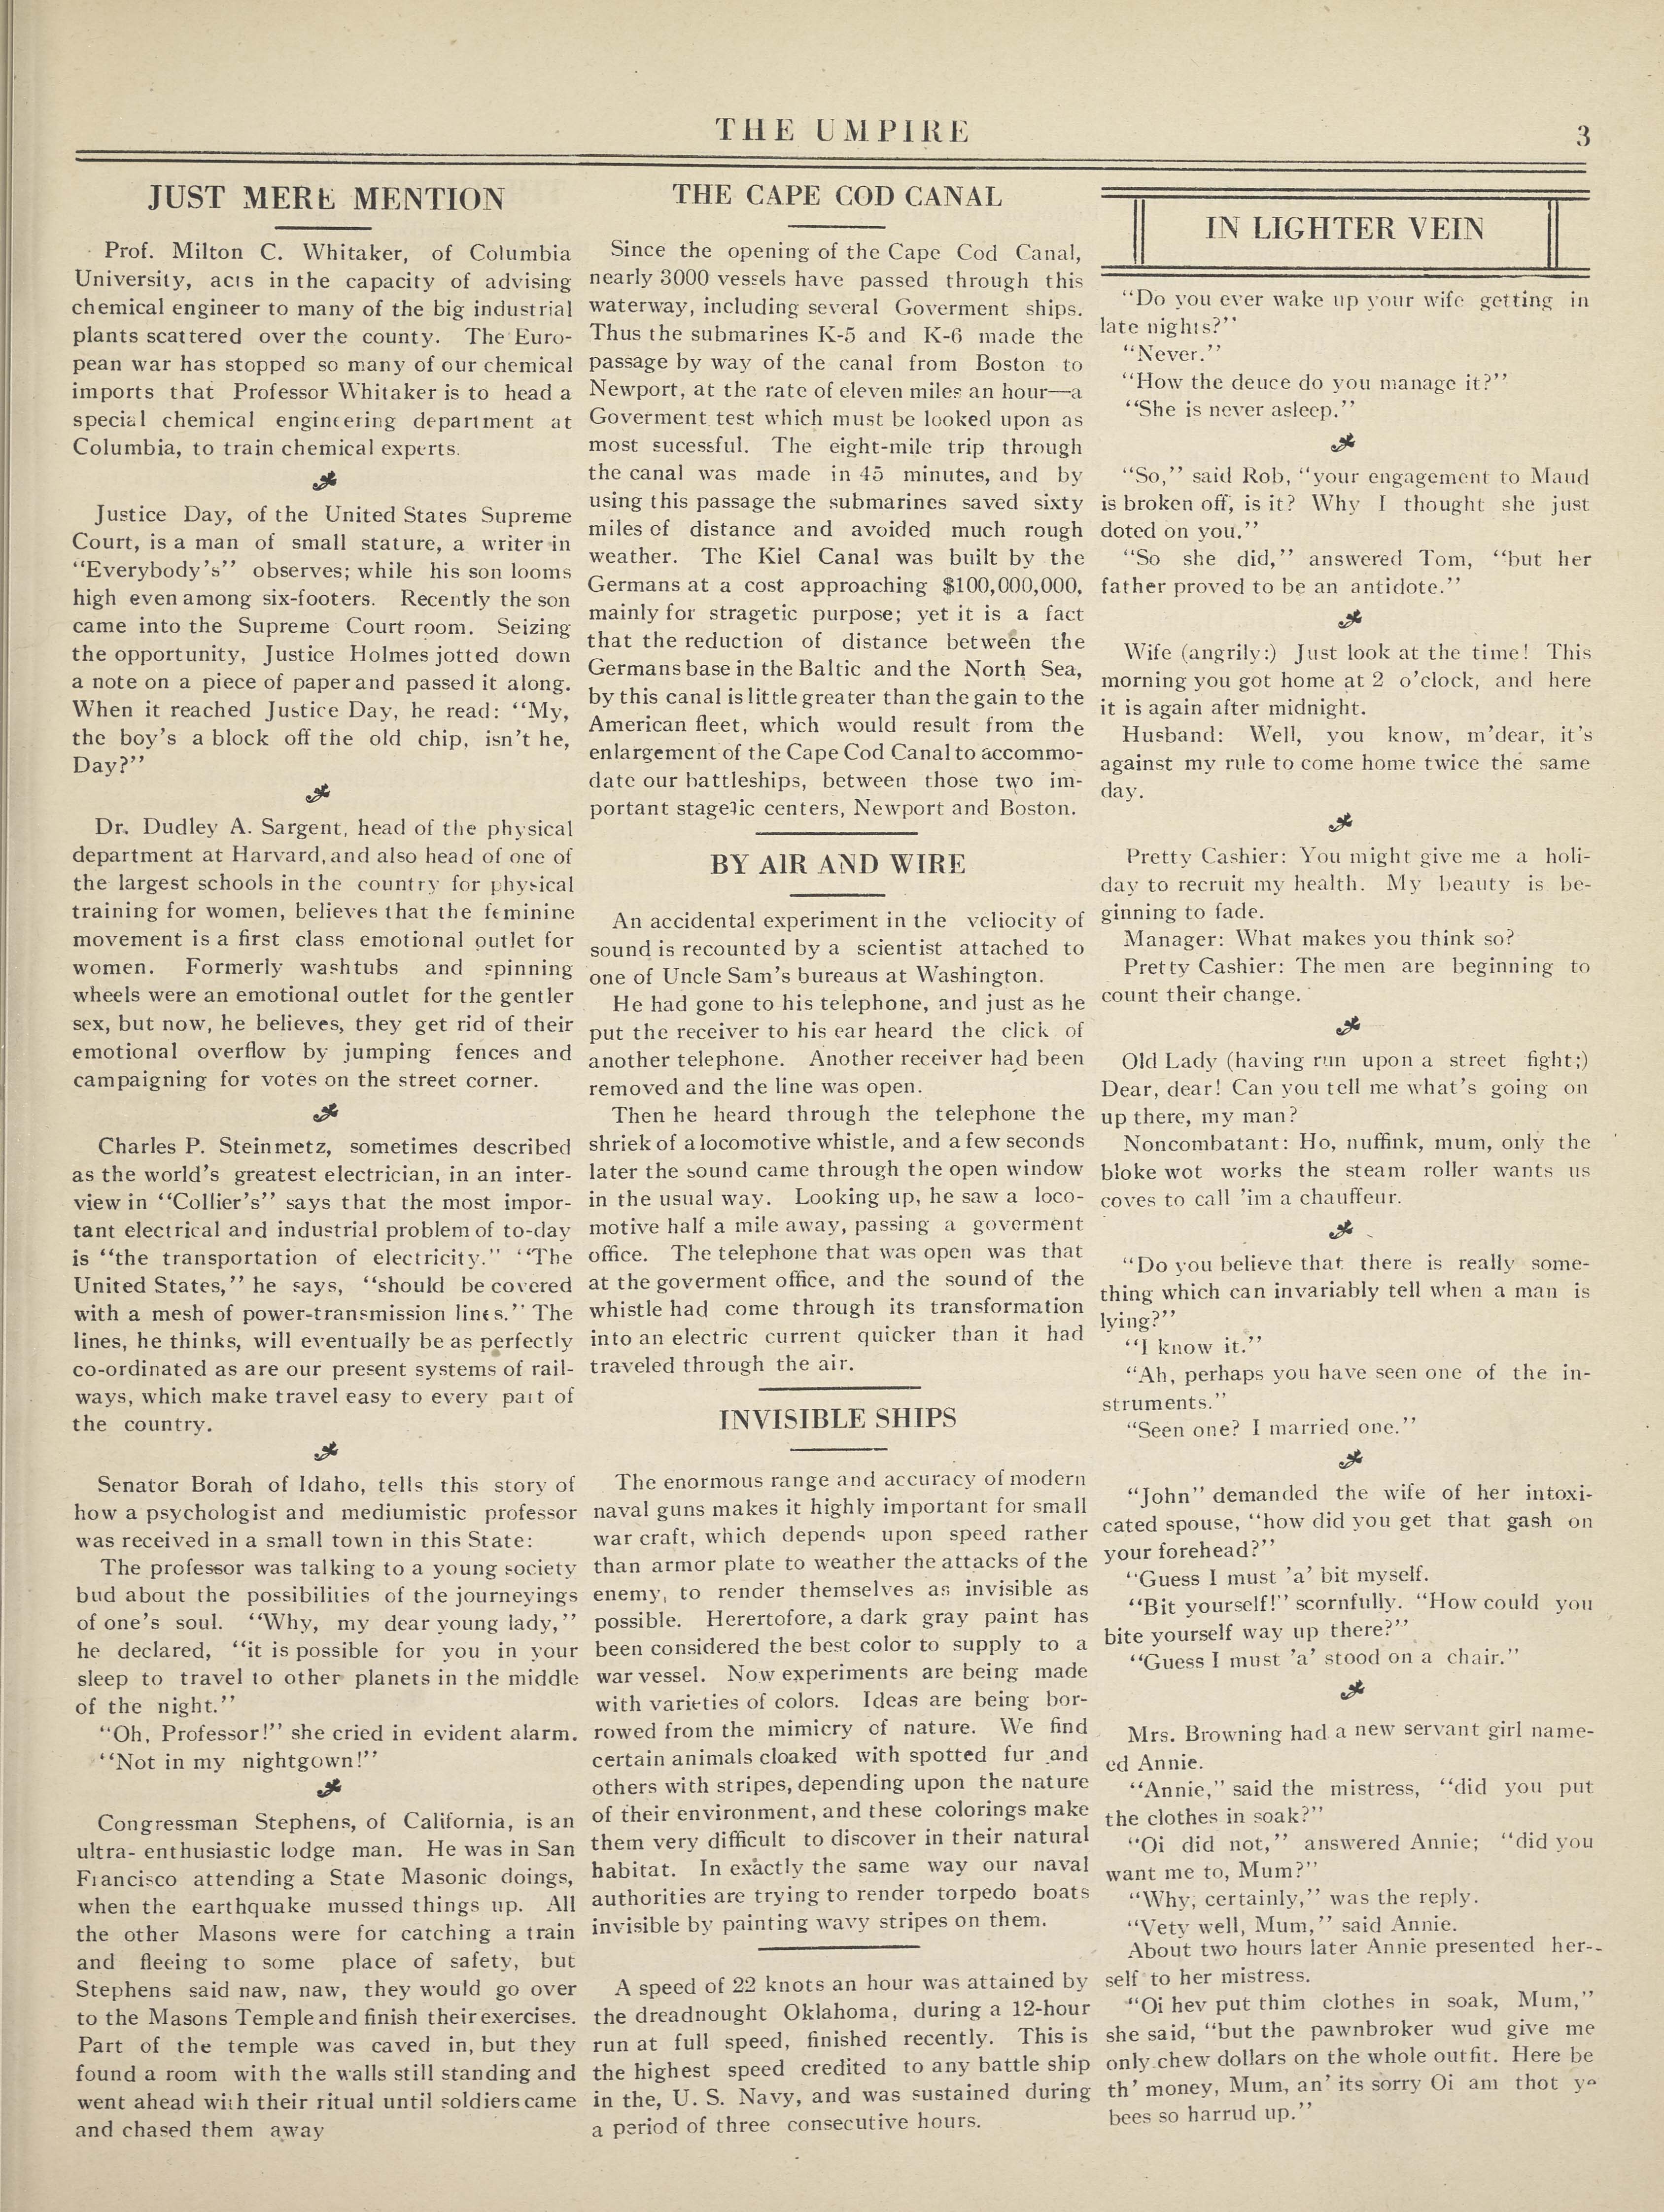 THE UMPIRE
3
JUST MERE MENTION
Prof. Milton C. Whitaker, of Columbia
University, acts in the capacity of advising
chemical engineer to many of the big industrial
plants scattered over the county. The Euro-
pean war has stopped so many of our chemical
imports that Professor Whitaker is to head a
special chemical engineering department at
Columbia, to train chemical experts.
Justice Day, of the United States Supreme
Court, is a man of small stature, a writer in
"Everybody's" observes; while his son looms
high even among six-footers. Recently the son
came into the Supreme Court room. Seizing
the opportunity, Justice Holmes jotted down
a note on a piece of paper and passed it along.
When it reached Justice Day, he read: "My,
the boy's a block off the old chip, isn't he,
Day?"
Dr. Dudley A. Sargent, head of the physical
department at Harvard, and also head of one of
the largest schools in the country for physical
training for women, believes that the feminine
movement is a first class emotional outlet for
women. Formerly washtubs and spinning
wheels were an emotional outlet for the gentler
sex, but now, he believes, they get rid of their
emotional overflow by jumping fences and
campaigning for votes on the street corner.
Charles P. Steinmetz, sometimes described
as the world's greatest electrician, in an inter-
view in "Collier's" says that the most impor-
tant electrical and industrial problem of to-day
is "the transportation of electricity." "The
United States," he says, "should be covered
with a mesh of power-transmission lines." The
lines, he thinks, will eventually be as perfectly
co-ordinated as are our present systems of rail-
ways, which make travel easy to every part of
the country.
Senator Borah of Idaho, tells this story of
how a psychologist and mediumistic professor
was received in a small town in this State:
The professor was talking to a young society
bud about the possibilities of the journeyings
of one's soul. "Why, my dear young lady,"
he declared, "it is possible for you in your
sleep to travel to other planets in the middle
of the night."
"Oh, Professor!" she cried in evident alarm.
"Not in my nightgown!"
Congressman Stephens, of California, is an
ultra- enthusiastic lodge man. He was in San
Francisco attending a State Masonic doings,
when the earthquake mussed things up. All
the other Masons were for catching a train
and fleeing to some place of safety, but
Stephens said naw, naw, they would go over
to the Masons Temple and finish their exercises.
Part of the temple was caved in, but they
found a room with the walls still standing and
went ahead with their ritual until soldiers came
and chased them away
THE CAPE COD CANAL
Since the opening of the Cape Cod Canal,
nearly 3000 vessels have passed through this
waterway, including several Goverment ships.
Thus the submarines K-5 and K-6 made the
passage by way of the canal from Boston to
Newport, at the rate of eleven miles an hour—a
Goverment test which must be looked upon as
most sucessful. The eight-mile trip through
the canal was made in 45 minutes, and by
using this passage the submarines saved sixty
miles of distance and avoided much rough
weather. The Kiel Canal was built by the
Germans at a cost approaching $100,000,000,
mainly for stragetic purpose; yet it is a fact
that the reduction of distance between the
Germans base in the Baltic and the North Sea,
by this canal is little greater than the gain to the
American fleet, which would result from the
enlargement of the Cape Cod Canal to accommo-
date our battleships, between those two im-
portant stagetic centers, Newport and Boston.
BY AIR AND WIRE
An accidental experiment in the veliocity of
sound is recounted by a scientist attached to
one of Uncle Sam's bureaus at Washington.
He had gone to his telephone, and just as he
put the receiver to his ear heard the click of
another telephone. Another receiver had been
removed and the line was open.
Then he heard through the telephone the
shriek of a locomotive whistle, and a few seconds
later the sound came through the open window
in the usual way. Looking up, he saw a loco-
motive half a mile away, passing a goverment
office. The telephone that was open was that
at the goverment office, and the sound of the
whistle had come through its transformation
into an electric current quicker than it had
traveled through the air.
INVISIBLE SHIPS
The enormous range and accuracy of modern
naval guns makes it highly important for small
war craft, which depends upon speed rather
than armor plate to weather the attacks of the
enemy, to render themselves as invisible as
possible. Herertofore, a dark gray paint has
been considered the best color to supply to a
war vessel. Now experiments are being made
with varieties of colors. Ideas are being bor-
rowed from the mimicry of nature. We find
certain animals cloaked with spotted fur and
others with stripes, depending upon the nature
of their environment, and these colorings make
them very difficult to discover in their natural
habitat. In exactly the same way our naval
authorities are trying to render torpedo boats
invisible by painting wavy stripes on them.
A speed of 22 knots an hour was attained by
the dreadnought Oklahoma, during a 12-hour
run at full speed, finished recently. This is
the highest speed credited to any battle ship
in the, U. S. Navy, and was sustained during
a period of three consecutive hours.
IN LIGHTER VEIN
"Do you ever wake up your wife getting in
late nights?"
"Never."
"How the deuce do you manage it?"
"She is never asleep."
"So," said Rob, "your engagement to Maud
is broken off, is it? Why I thought she just
doted on you."
"So she did," answered Tom, "but her
father proved to be an antidote."
Wife (angrily:) Just look at the time! This
morning you got home at 2 o'clock, and here
it is again after midnight.
Husband: Well, you know, m'dear, it's
against my rule to come home twice the same
day.
Pretty Cashier: You might give me a holi-
day to recruit my health. My beauty is be-
ginning to fade.
Manager: What makes you think so?
Pretty Cashier: The men are beginning to
count their change.
Old Lady (having run upon a street fight;)
Dear, dear! Can you tell me what's going on
up there, my man?
Noncombatant: Ho, nuffink, mum, only the
bloke wot works the steam roller wants us
coves to call 'im a chauffeur.
"Do you believe that there is really some-
thing which can invariably tell when a man is
lying?"
"I know it."
"Ah, perhaps you have seen one of the in-
struments."
"Seen one? I married one."
"John" demanded the wife of her intoxi-
cated spouse, "how did you get that gash on
your forehead?"
"Guess I must 'a' bit myself.
"Bit yourself!" scornfully. "How could you
bite yourself way up there?"
"Guess I must 'a' stood on a chair."
Mrs. Browning had a new servant girl name-
ed Annie.
"Annie," said the mistress, "did you put
the clothes in soak?"
"Oi did not," answered Annie; "did you
want me to, Mum?"
"Why, certainly," was the reply.
"Vety well, Mum," said Annie.
About two hours later Annie presented her-
self to her mistress.
"Oi hev put thim clothes in soak, Mum,"
she said, "but the pawnbroker wud give me
only chew dollars on the whole outfit. Here be
th' money, Mum, an' its sorry Oi am thot ye
bees so harrud up."